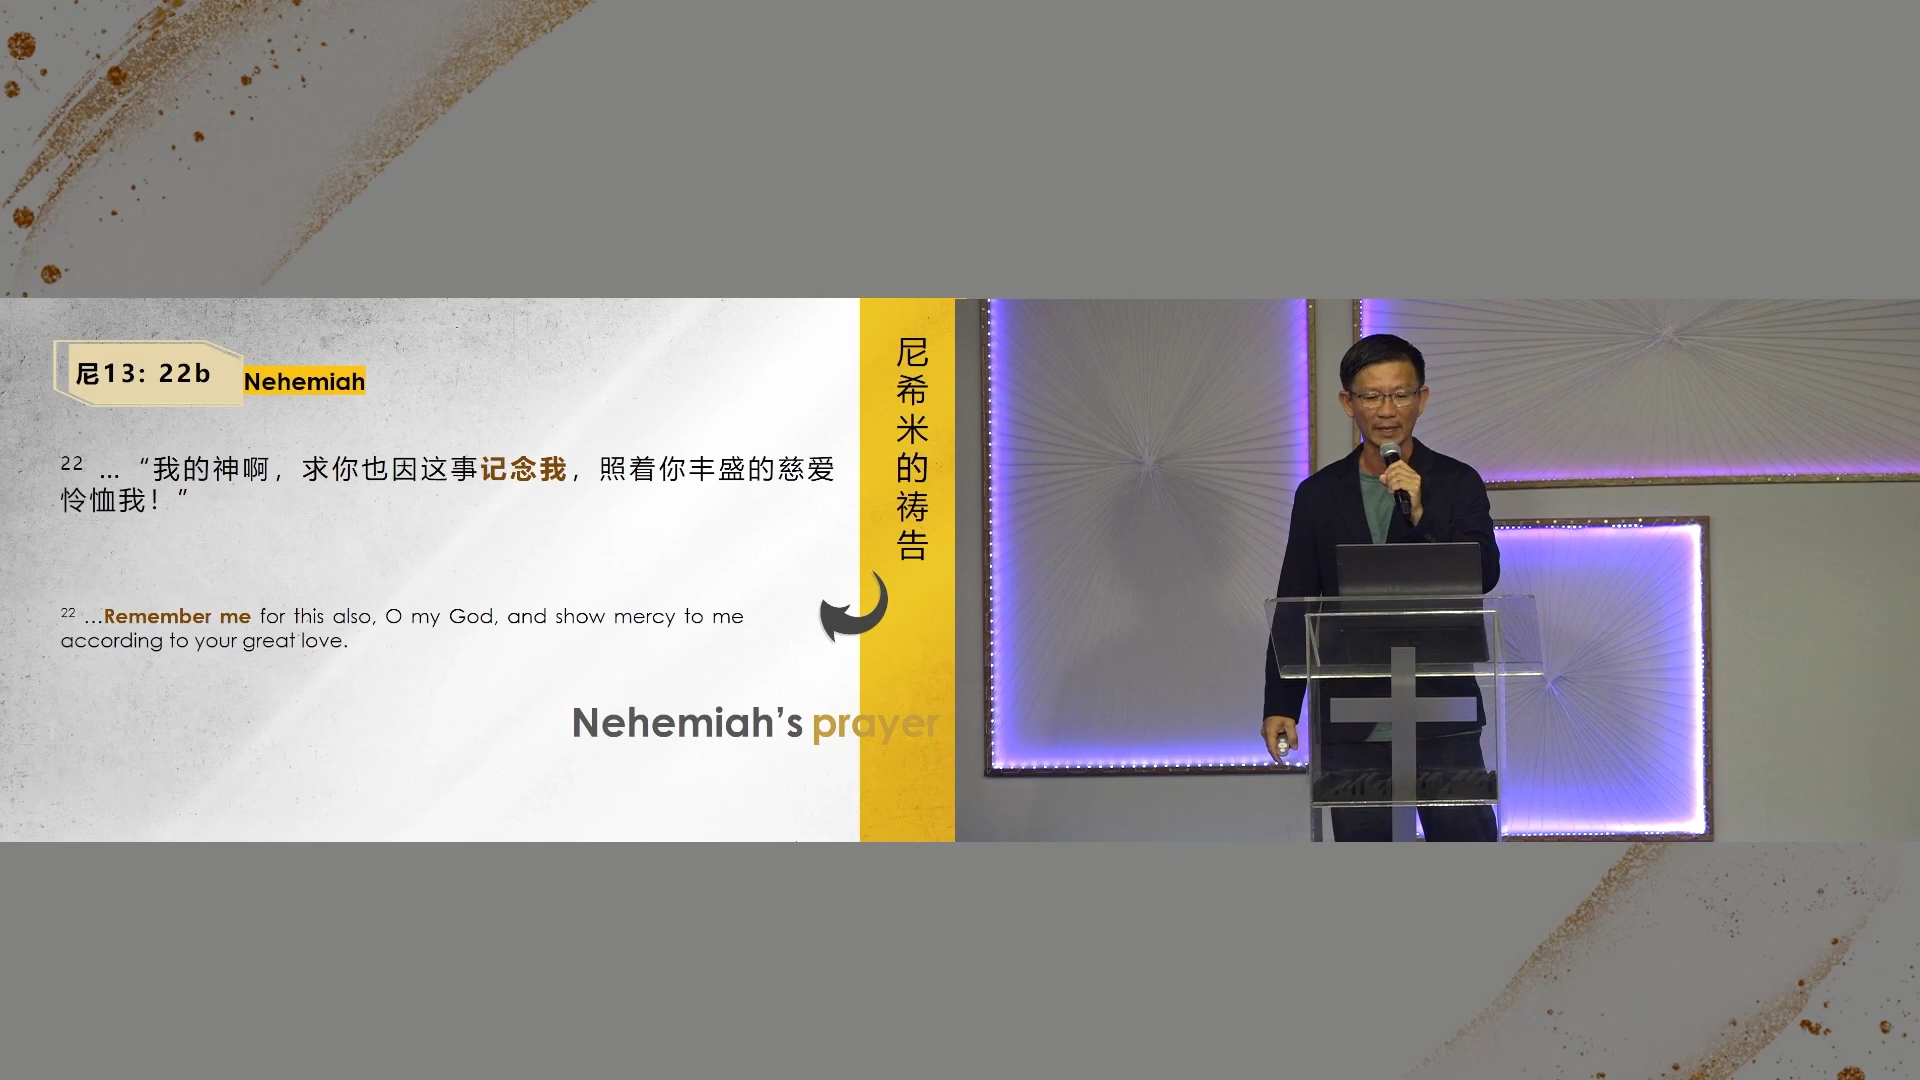 尼13: 22b
Nehemiah
22 ... “我的神啊，求你也因这事记念我，照着你丰盛的慈爱
怜恤我！”
22 ...Remember me for this also, O my God, and show mercy to me
according to your great love.
尼希米的祷告
Nehemiah’s prayer